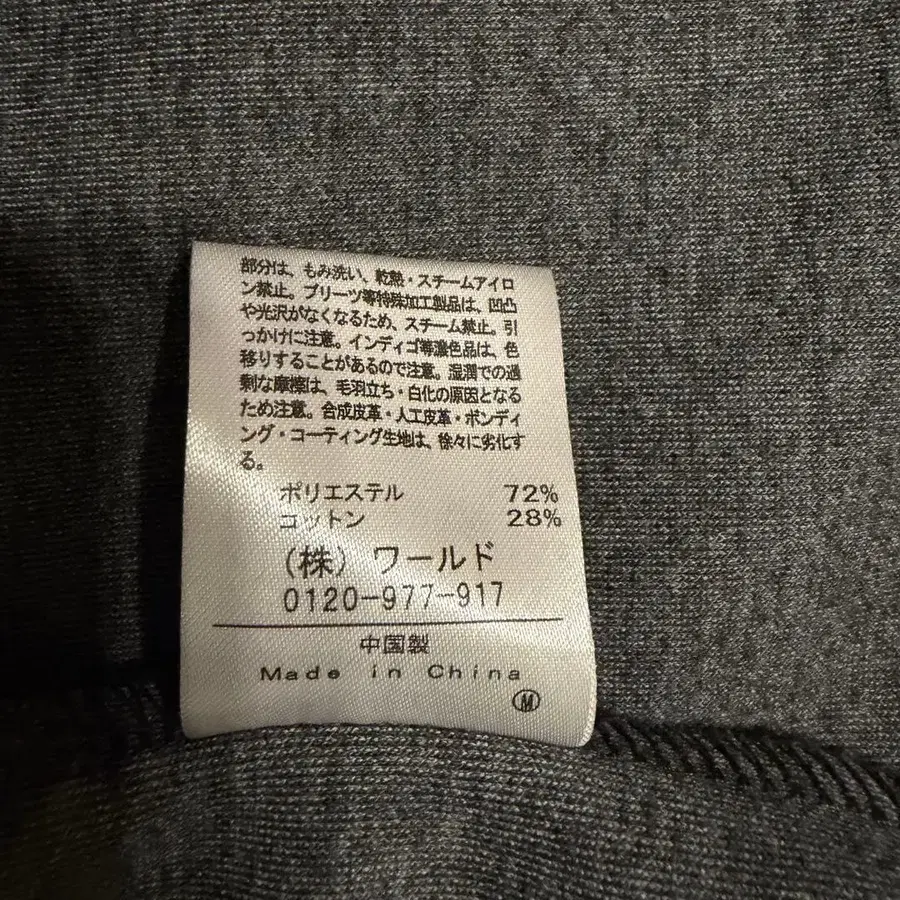 部分は、もみ洗い、乾熱・スチームアイロ
ン禁止。プリーツ等特殊加工製品は、凹凸
や光沢がなくなるため、スチーム禁止。引
っかけに注意。インディゴ等濃色品は、色
移りすることがあるので注意。湿潤での過
剰な摩擦は、毛羽立ち・白化の原因となる
ため注意。合成皮革・人工皮革・ボンディ
ング・コーティング生地は、徐々に劣化す
る。
ポリエステル 72%
コットン 28%
(株) ワールド
0120-977-917
中国製
Made in China
M